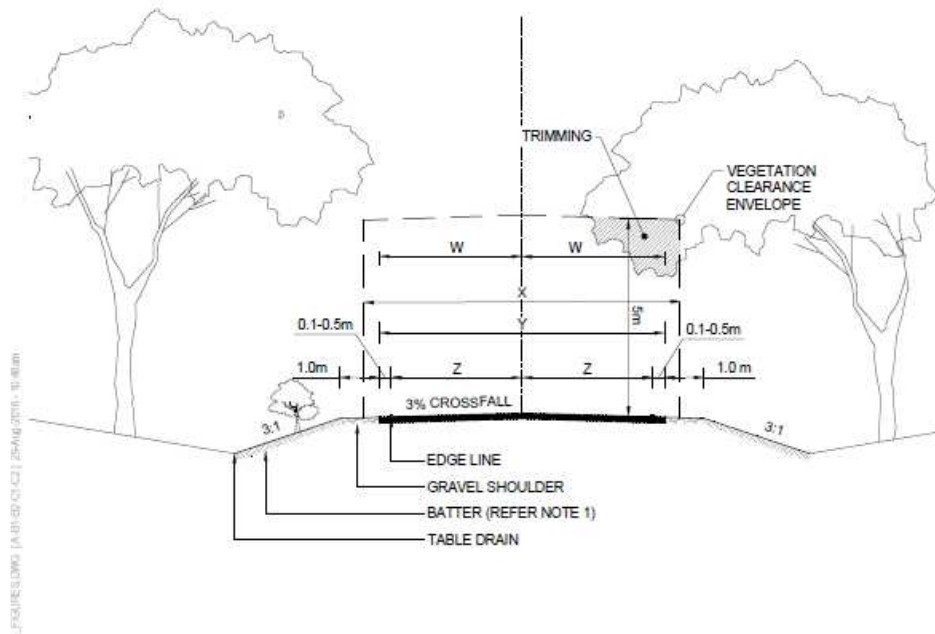 TRIMMING
VEGETATION
CLEARANCE
ENVELOPE
W
W
X
5m
Y
0.1-0.5m
0.1-0.5m
1.0m
Z
Z
1.0 m
3% CROSSFALL
3:1
3:1
EDGE LINE
GRAVEL SHOULDER
BATTER (REFER NOTE 1)
TABLE DRAIN